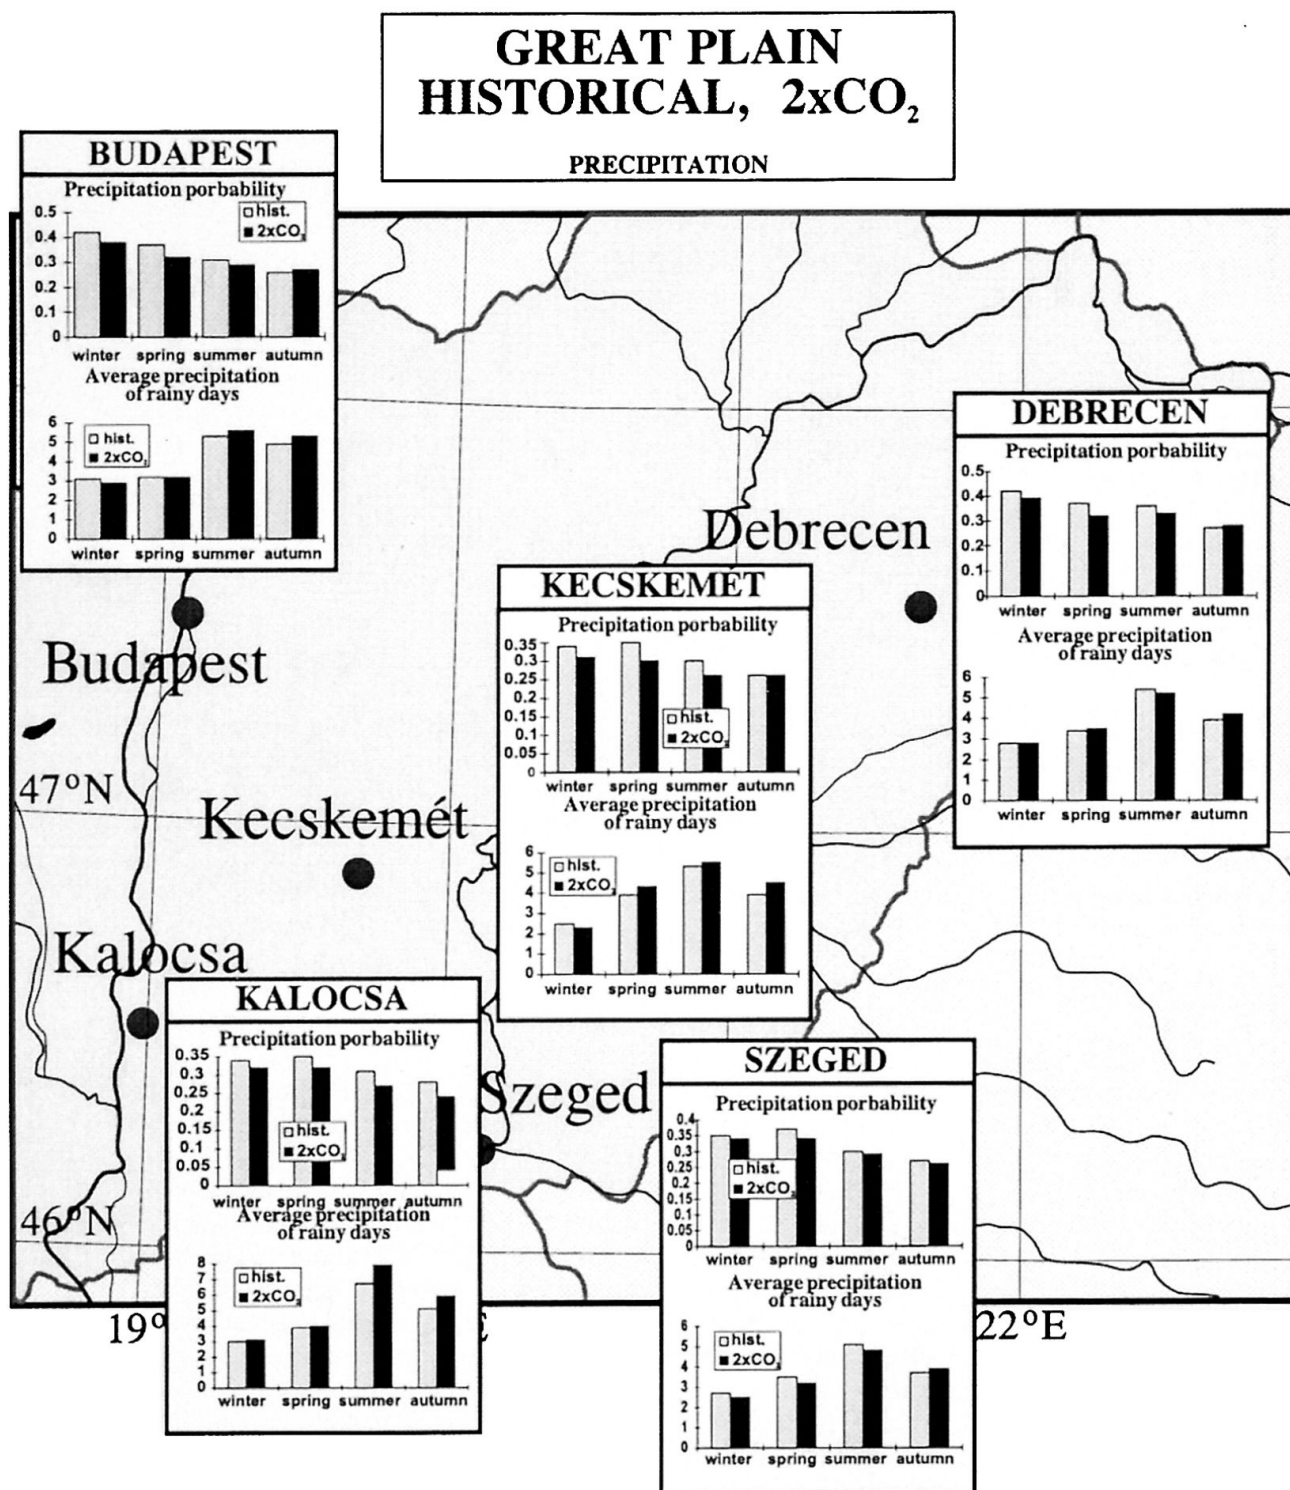 GREAT PLAIN
HISTORICAL, 2xCO₂
PRECIPITATION
BUDAPEST
Precipitation porbability
0.5
0.4
0.3
0.2
0.1
0
hist.
2xCO₂
winter spring summer autumn
Average precipitation
of rainy days
6
5
4
3
2
1
0
hist.
2xCO₂
winter spring summer autumn
DEBRECEN
Precipitation porbability
0.5
0.4
0.3
0.2
0.1
0
winter spring summer autumn
Average precipitation
of rainy days
6
5
4
3
2
1
0
winter spring summer autumn
Debrecen
KECSKEMÉT
Precipitation porbability
0.35
0.3
0.25
0.2
0.15
0.1
0.05
0
hist.
2xCO₂
winter spring summer autumn
Average precipitation
of rainy days
6
5
4
3
2
1
0
hist.
2xCO₂
winter spring summer autumn
Budapest
47°N
Kecskemét
Kalocsa
KALOCSA
Precipitation porbability
0.35
0.3
0.25
0.2
0.15
0.1
0.05
0
hist.
2xCO₂
winter spring summer autumn
Average precipitation
of rainy days
8
7
6
5
4
3
2
1
0
hist.
2xCO₂
winter spring summer autumn
Szeged
SZEGED
Precipitation porbability
0.4
0.35
0.3
0.25
0.2
0.15
0.1
0.05
0
hist.
2xCO₂
winter spring summer autumn
Average precipitation
of rainy days
6
5
4
3
2
1
0
hist.
2xCO₂
winter spring summer autumn
46°N
19°
E
22°E